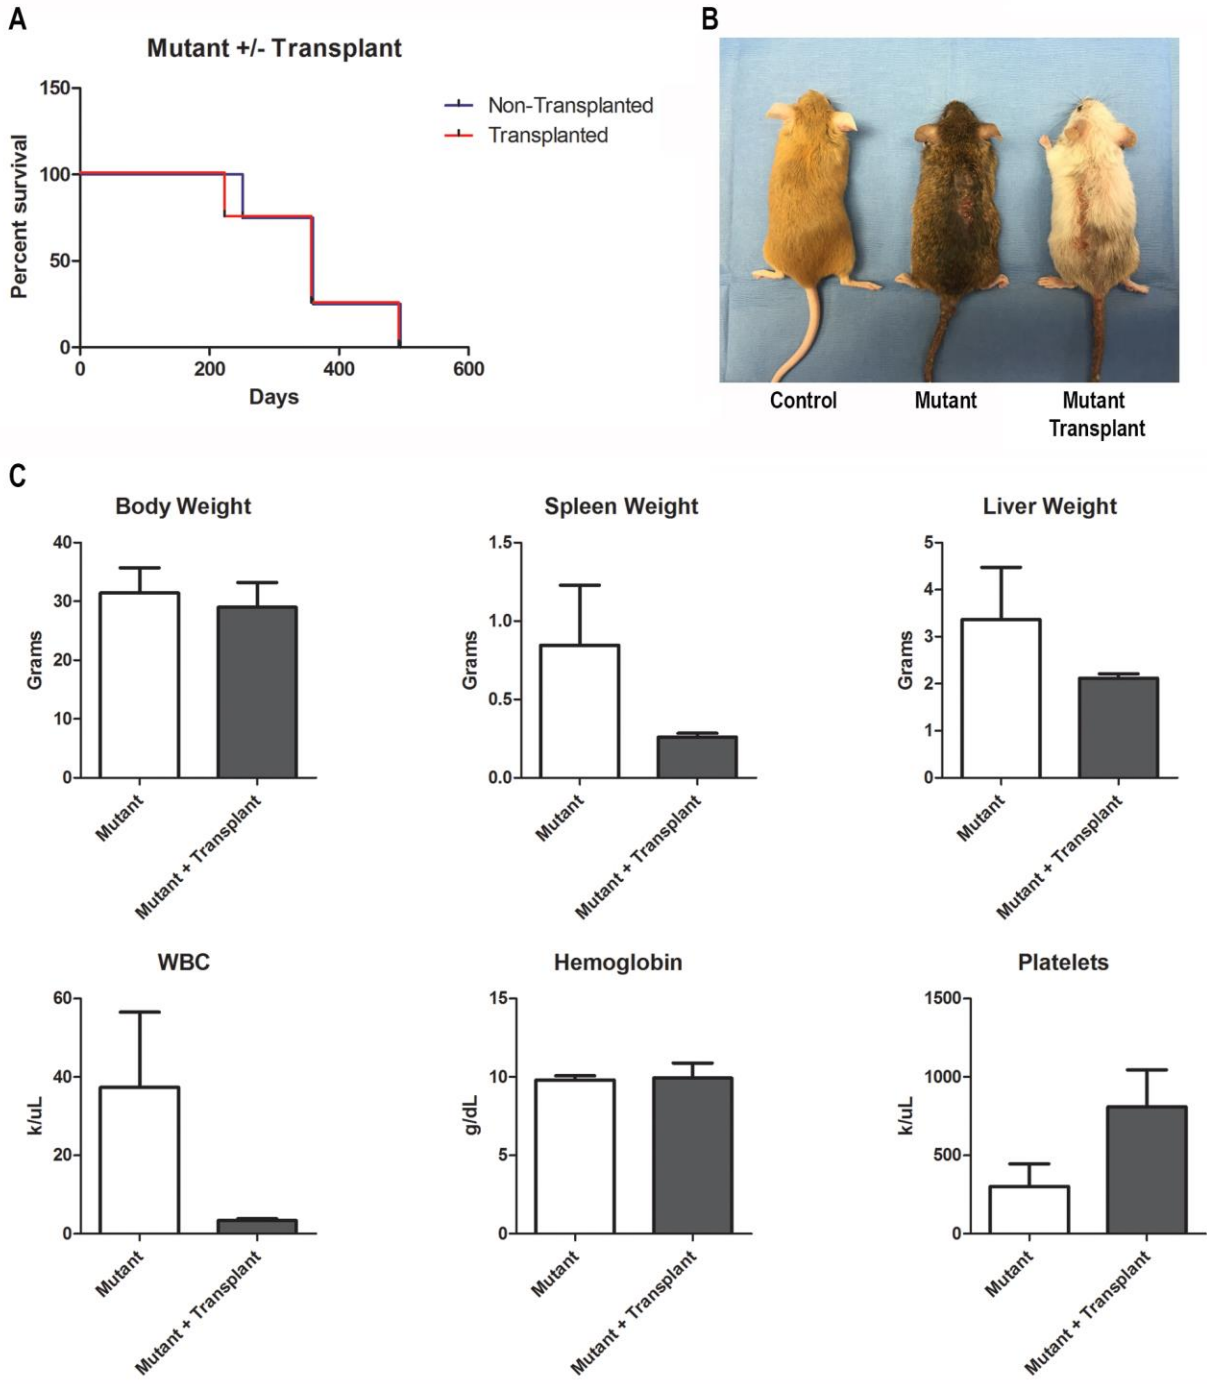 A
Mutant +/- Transplant
150
100
50
0
Percent survival
0 200 400 600
Days
Non-Transplanted
Transplanted
B
Control
Mutant
Mutant
Transplant
C
Body Weight
40
30
20
10
0
Grams
Mutant
Mutant + Transplant
Spleen Weight
1.5
1.0
0.5
0.0
Grams
Mutant
Mutant + Transplant
Liver Weight
5
4
3
2
1
0
Grams
Mutant
Mutant + Transplant
WBC
60
40
20
0
k/uL
Mutant
Mutant + Transplant
Hemoglobin
15
10
5
0
g/dL
Mutant
Mutant + Transplant
Platelets
1500
1000
500
0
k/uL
Mutant
Mutant + Transplant